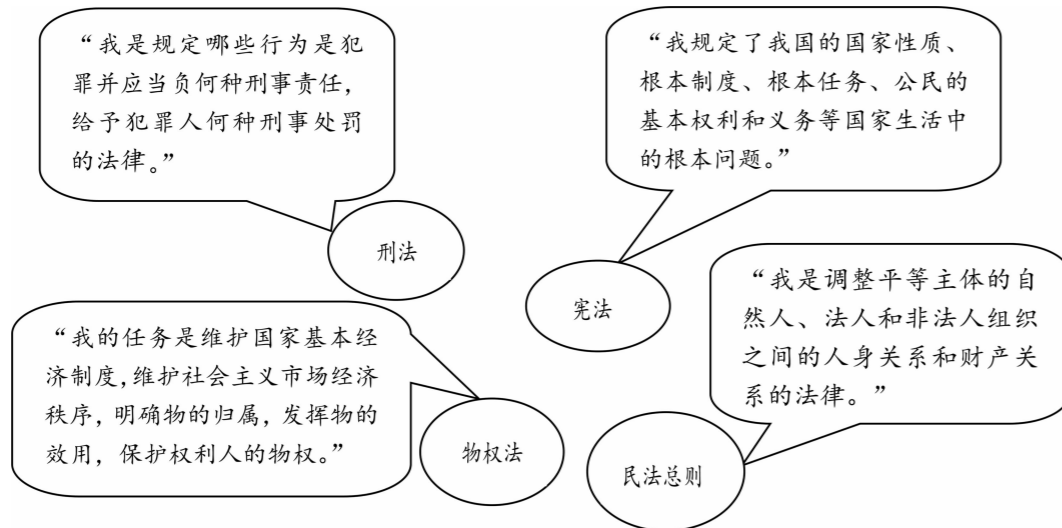 “我是规定哪些行为是犯
罪并应当负何种刑事责任，
给予犯罪人何种刑事处罚
的法律。”
刑法
“我规定了我国的国家性质、
根本制度、根本任务、公民的
基本权利和义务等国家生活中
的根本问题。”
宪法
“我的任务是维护国家基本经
济制度,维护社会主义市场经济
秩序，明确物的归属，发挥物的
效用，保护权利人的物权。”
物权法
“我是调整平等主体的自
然人、法人和非法人组织
之间的人身关系和财产关
系的法律。”
民法总则